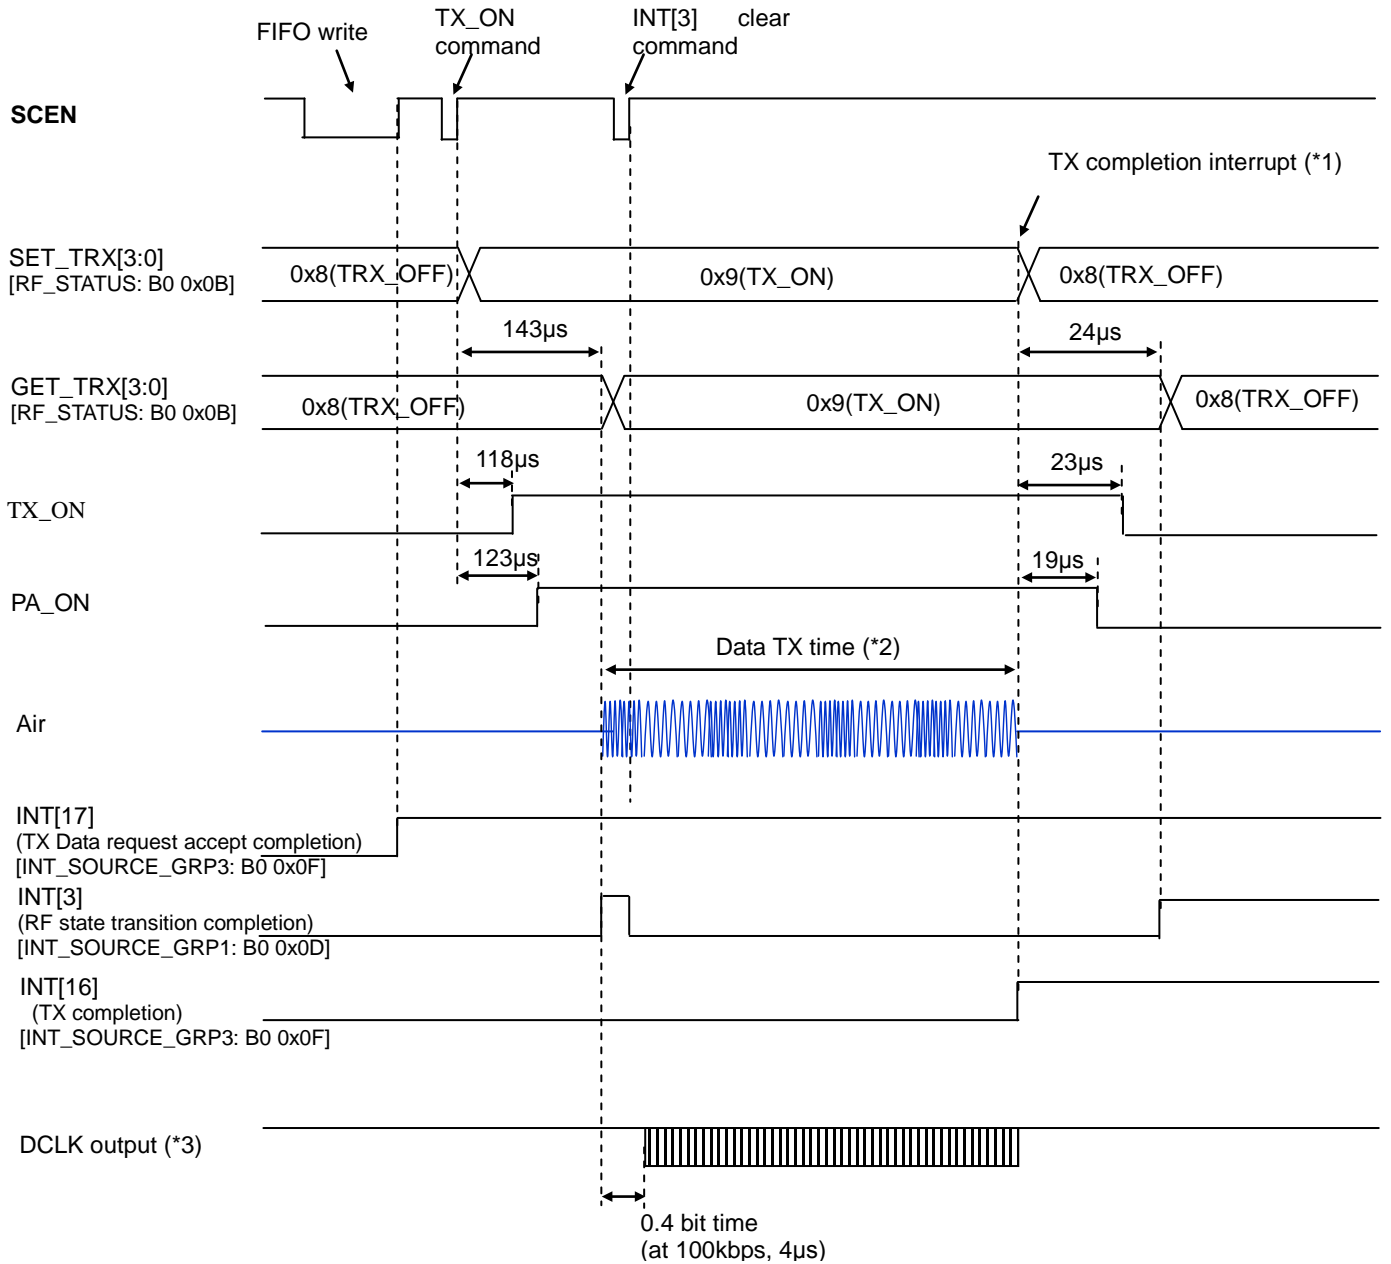 FIFO write
TX_ON
command
INT[3] clear
command
SCEN
TX completion interrupt (*1)
SET_TRX[3:0]
[RF_STATUS: B0 0x0B]
0x8(TRX_OFF)
0x9(TX_ON)
0x8(TRX_OFF)
143µs
24µs
GET_TRX[3:0]
[RF_STATUS: B0 0x0B]
0x8(TRX_OFF)
0x9(TX_ON)
0x8(TRX_OFF)
118µs
23µs
TX_ON
123µs
19µs
PA_ON
Data TX time (*2)
Air
INT[17]
(TX Data request accept completion)
[INT_SOURCE_GRP3: B0 0x0F]
INT[3]
(RF state transition completion)
[INT_SOURCE_GRP1: B0 0x0D]
INT[16]
(TX completion)
[INT_SOURCE_GRP3: B0 0x0F]
DCLK output (*3)
0.4 bit time
(at 100kbps, 4µs)